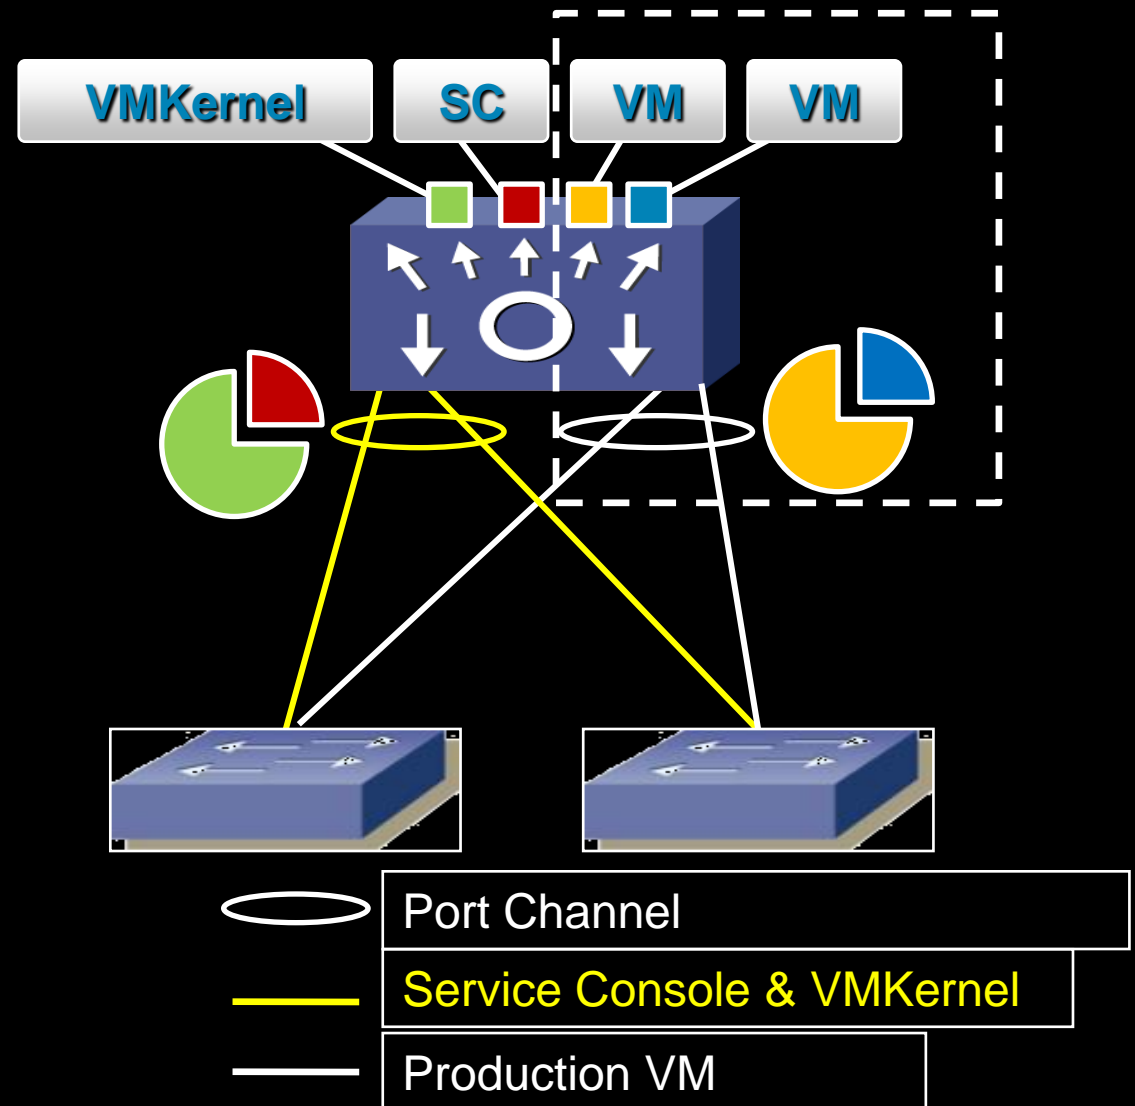 VMKernel
SC
VM
VM
Port Channel
Service Console & VMKernel
Production VM